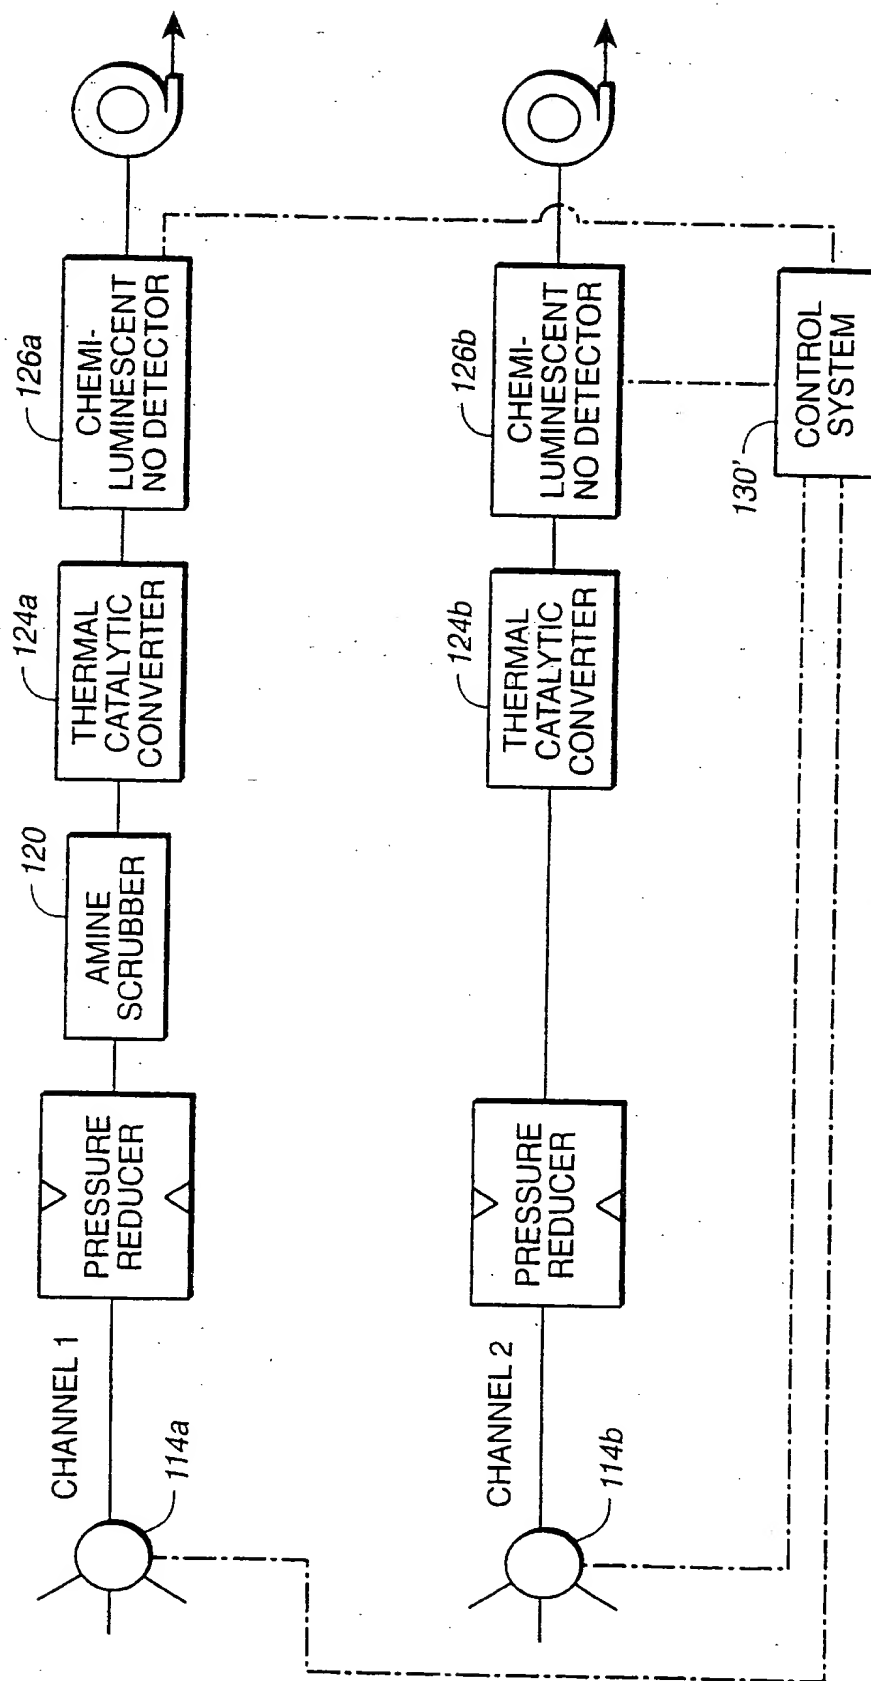 CHANNEL 1
114a
PRESSURE
REDUCER
AMINE
SCRUBBER
120
THERMAL
CATALYTIC
CONVERTER
124a
CHEMI-
LUMINESCENT
NO DETECTOR
126a
CHANNEL 2
114b
PRESSURE
REDUCER
THERMAL
CATALYTIC
CONVERTER
124b
CHEMI-
LUMINESCENT
NO DETECTOR
126b
CONTROL
SYSTEM
130'